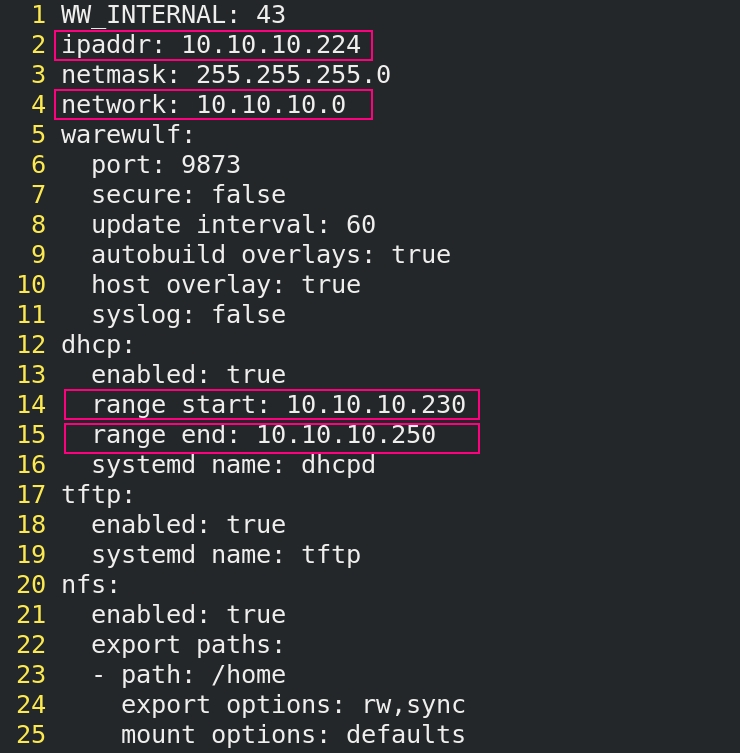 1 WW_INTERNAL: 43
2 ipaddr: 10.10.10.224
3 netmask: 255.255.255.0
4 network: 10.10.10.0
5 warewulf:
6   port: 9873
7   secure: false
8   update interval: 60
9   autobuild overlays: true
10   host overlay: true
11   syslog: false
12 dhcp:
13   enabled: true
14   range start: 10.10.10.230
15   range end: 10.10.10.250
16   systemd name: dhcpd
17 tftp:
18   enabled: true
19   systemd name: tftp
20 nfs:
21   enabled: true
22   export paths:
23   - path: /home
24     export options: rw,sync
25     mount options: defaults